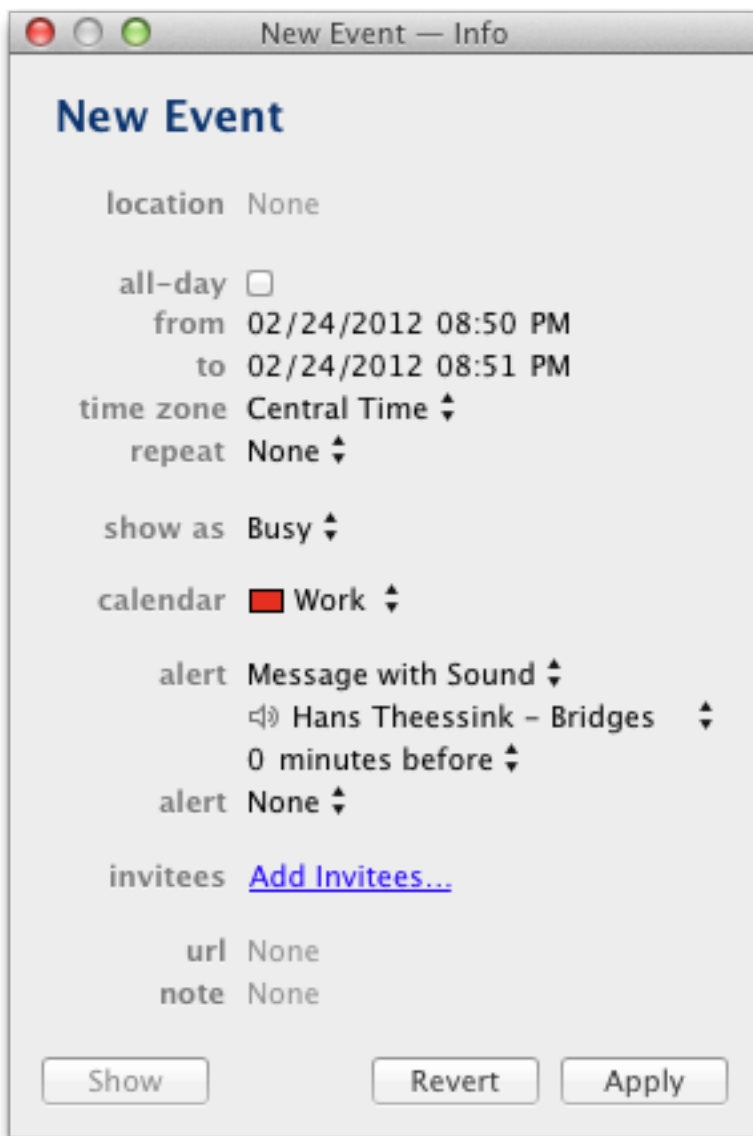 New Event — Info
New Event
location None
all-day
from 02/24/2012 08:50 PM
to 02/24/2012 08:51 PM
time zone Central Time
repeat None
show as Busy
calendar Work
alert Message with Sound
Hans Theessink – Bridges
0 minutes before
alert None
invitees Add Invitees...
url None
note None
Show Revert Apply